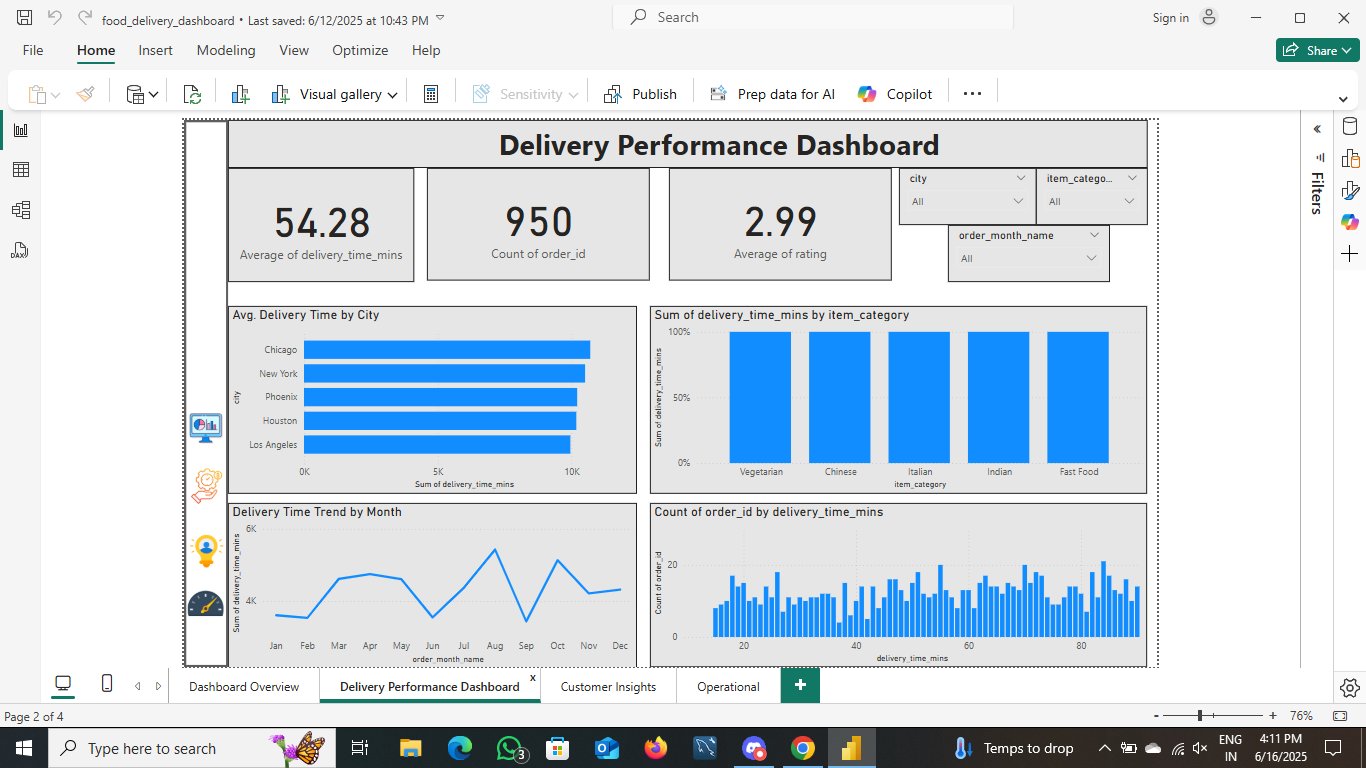 food_delivery_dashboard • Last saved: 6/12/2025 at 10:43 PM
Search
Sign in
File Home Insert Modeling View Optimize Help
Share
Visual gallery
Sensitivity
Publish
Prep data for AI
Copilot
Delivery Performance Dashboard
54.28
Average of delivery_time_mins
950
Count of order_id
2.99
Average of rating
city
All
item_catego...
All
order_month_name
All
Filters
Avg. Delivery Time by City
city
Chicago
New York
Phoenix
Houston
Los Angeles
0K 5K 10K
Sum of delivery_time_mins
Sum of delivery_time_mins by item_category
Sum of delivery_time_mins
100%
50%
0%
Vegetarian Chinese Italian Indian Fast Food
item_category
Delivery Time Trend by Month
Sum of delivery_time_mins
6K
4K
Jan Feb Mar Apr May Jun Jul Aug Sep Oct Nov Dec
order_month_name
Count of order_id by delivery_time_mins
Count of order_id
20
0
20 40 60 80
delivery_time_mins
DAX
Dashboard Overview
Delivery Performance Dashboard
x
Customer Insights
Operational
+
Page 2 of 4
- + 76%
Type here to search
3
Temps to drop
ENG
IN
4:11 PM
6/16/2025